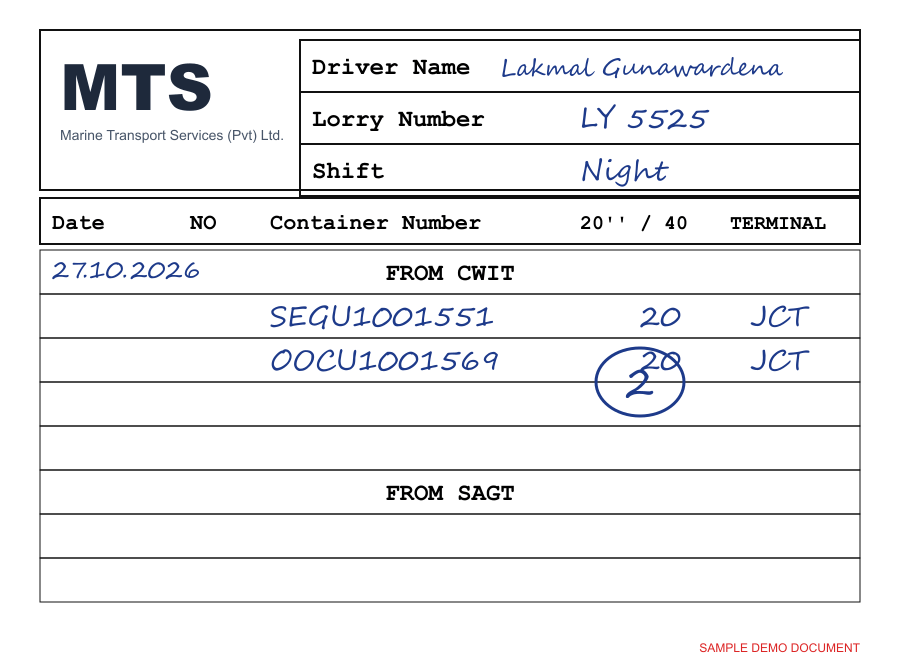 MTS
Marine Transport Services (Pvt) Ltd.
Driver Name Lakmal Gunawardena
Lorry Number LY 5525
Shift Night
Date NO Container Number 20'' / 40 TERMINAL
27.10.2026 FROM CWIT
SEGU1001551 20 JCT
OOCU1001569 20 JCT
2
FROM SAGT
SAMPLE DEMO DOCUMENT